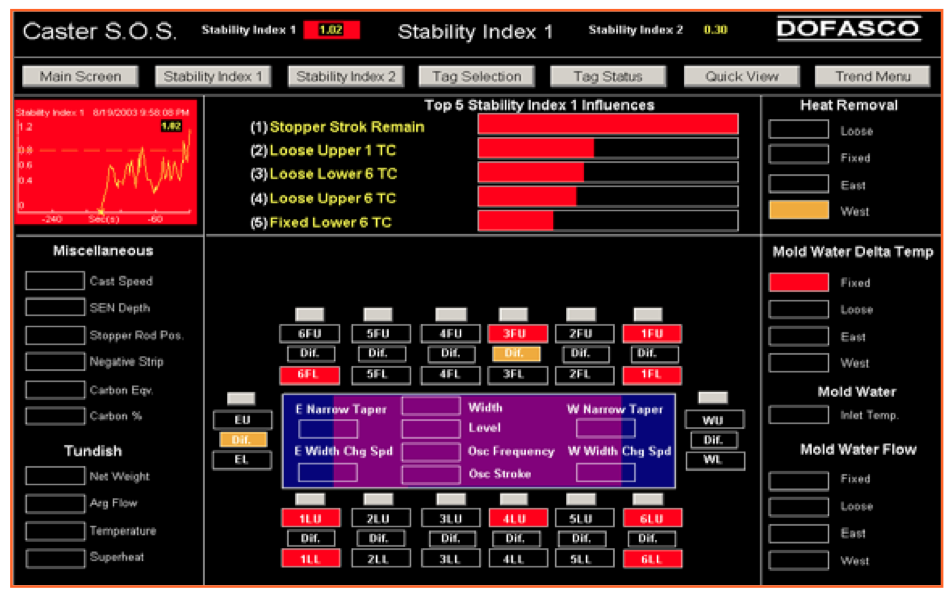 Caster S.O.S. Stability Index 1 1.02 Stability Index 1 Stability Index 2 0.30 DOFASCO
Main Screen Stability Index 1 Stability Index 2 Tag Selection Tag Status Quick View Trend Menu
Stability Index 1 8/19/2003 9:58:08 PM
1.2 1.02
0.8
0.6
0.4
0
-240 Sec(s) -60
Top 5 Stability Index 1 Influences
(1) Stopper Strok Remain
(2) Loose Upper 1 TC
(3) Loose Lower 6 TC
(4) Loose Upper 6 TC
(5) Fixed Lower 6 TC
Heat Removal
Loose
Fixed
East
West
Miscellaneous
Cast Speed
SEN Depth
Stopper Rod Pos.
Negative Strip
Carbon Eqv.
Carbon %
Tundish
Net Weight
Arg Flow
Temperature
Superheat
6FU 5FU 4FU 3FU 2FU 1FU
Dif. Dif. Dif. Dif. Dif. Dif.
6FL 5FL 4FL 3FL 2FL 1FL
EU
Dif.
EL
E Narrow Taper Width W Narrow Taper
Level
E Width Chg Spd Osc Frequency W Width Chg Spd
Osc Stroke
WU
Dif.
WL
1LU 2LU 3LU 4LU 5LU 6LU
Dif. Dif. Dif. Dif. Dif. Dif.
1LL 2LL 3LL 4LL 5LL 6LL
Mold Water Delta Temp
Fixed
Loose
East
West
Mold Water
Inlet Temp.
Mold Water Flow
Fixed
Loose
East
West